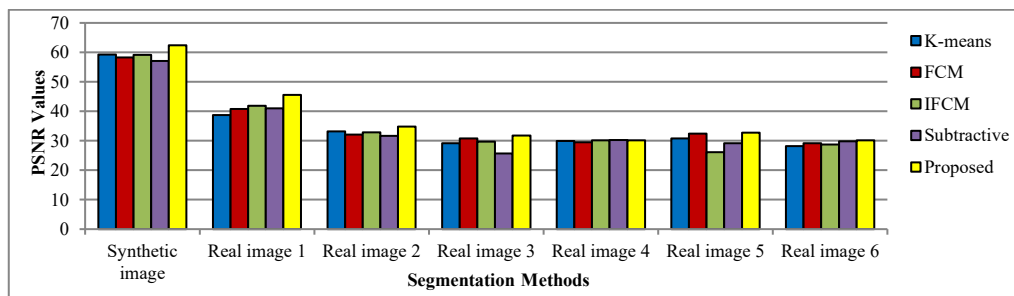 70
60
50
40
30
20
10
0
PSNR Values
Synthetic image
Real image 1
Real image 2
Real image 3
Real image 4
Real image 5
Real image 6
Segmentation Methods
K-means
FCM
IFCM
Subtractive
Proposed